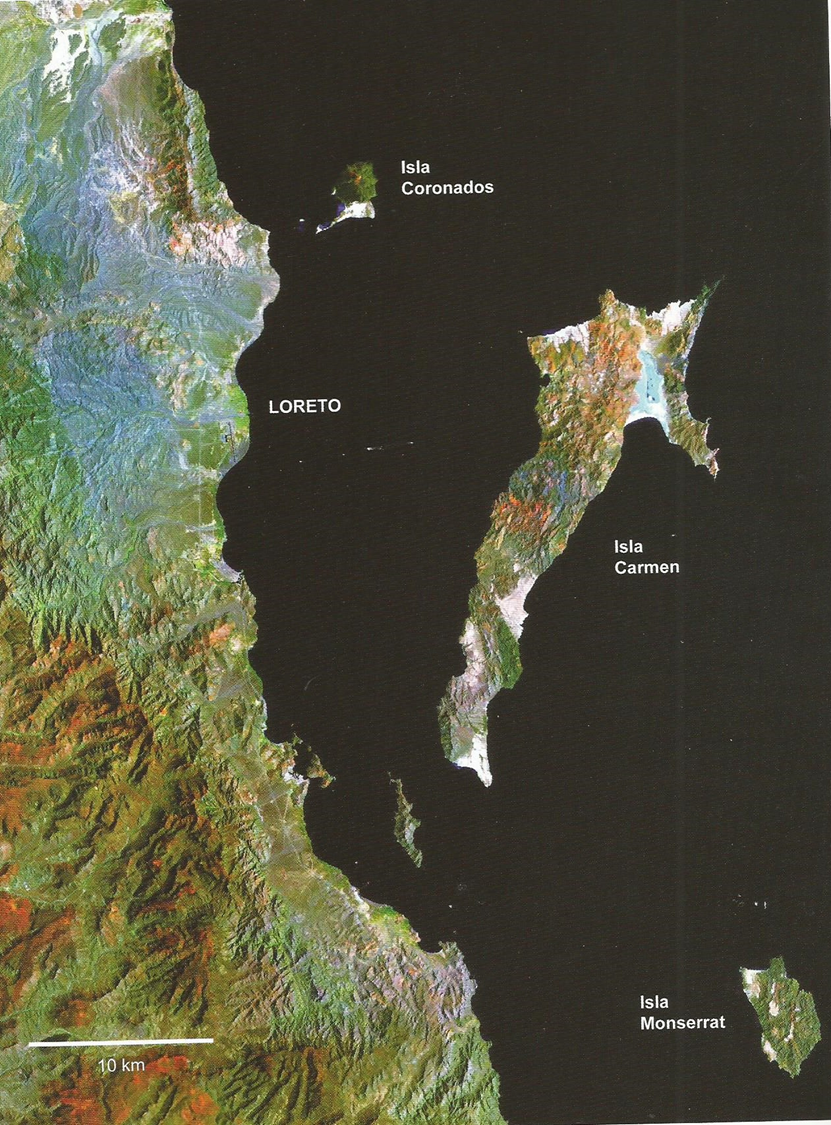 Isla
Coronados
LORETO
Isla
Carmen
Isla
Monserrat
10 km